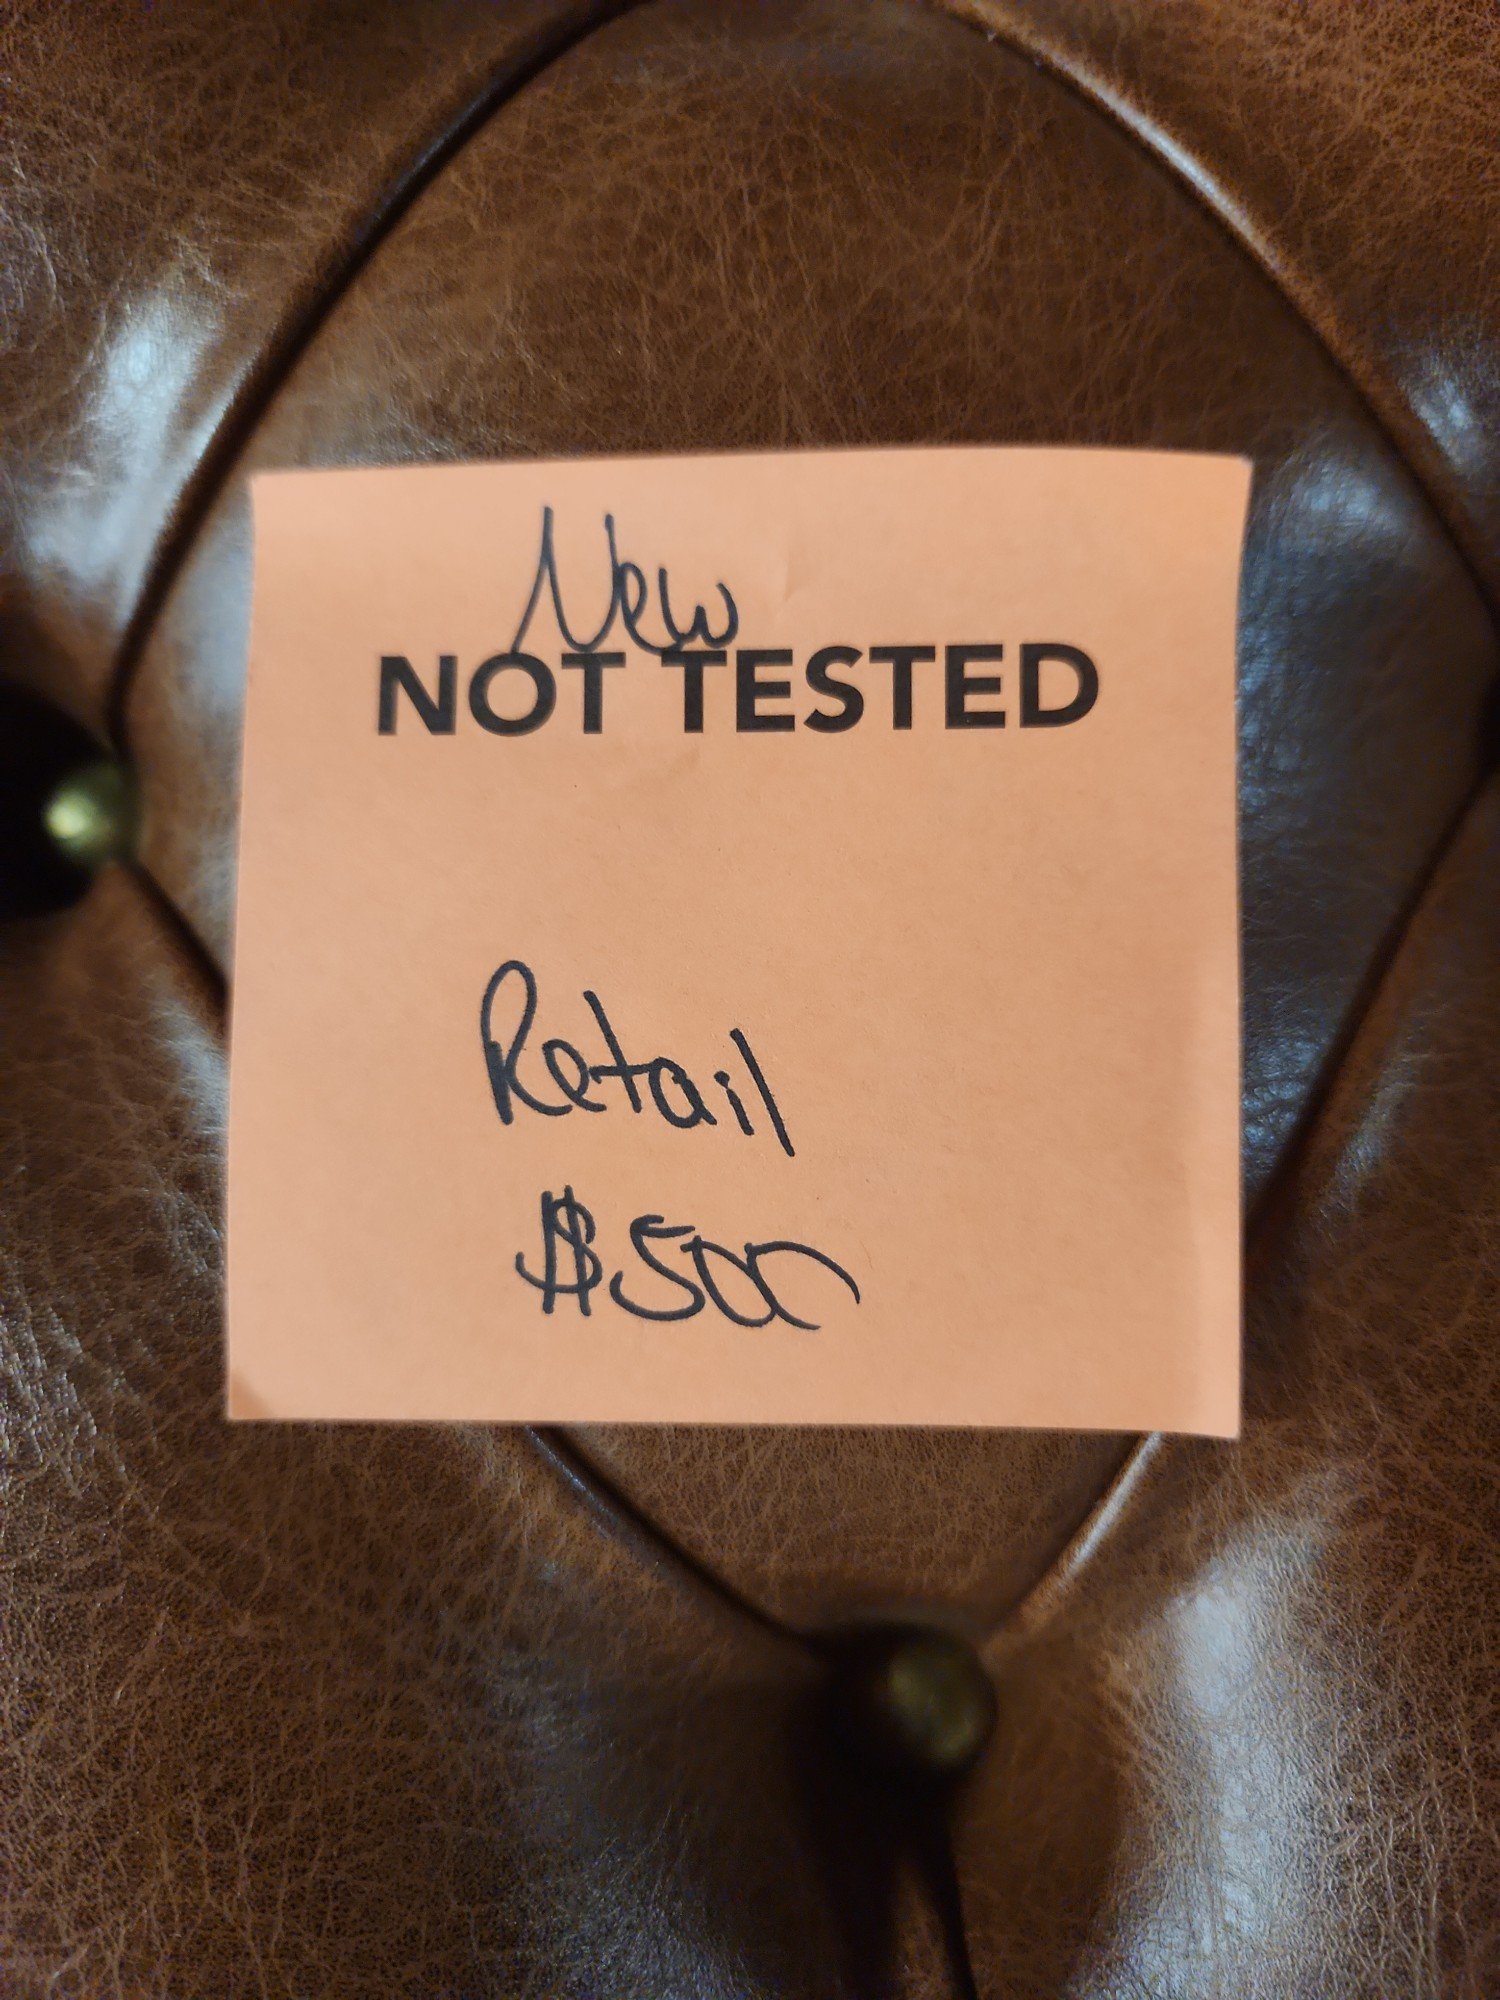 New
NOT TESTED
Retail
$500